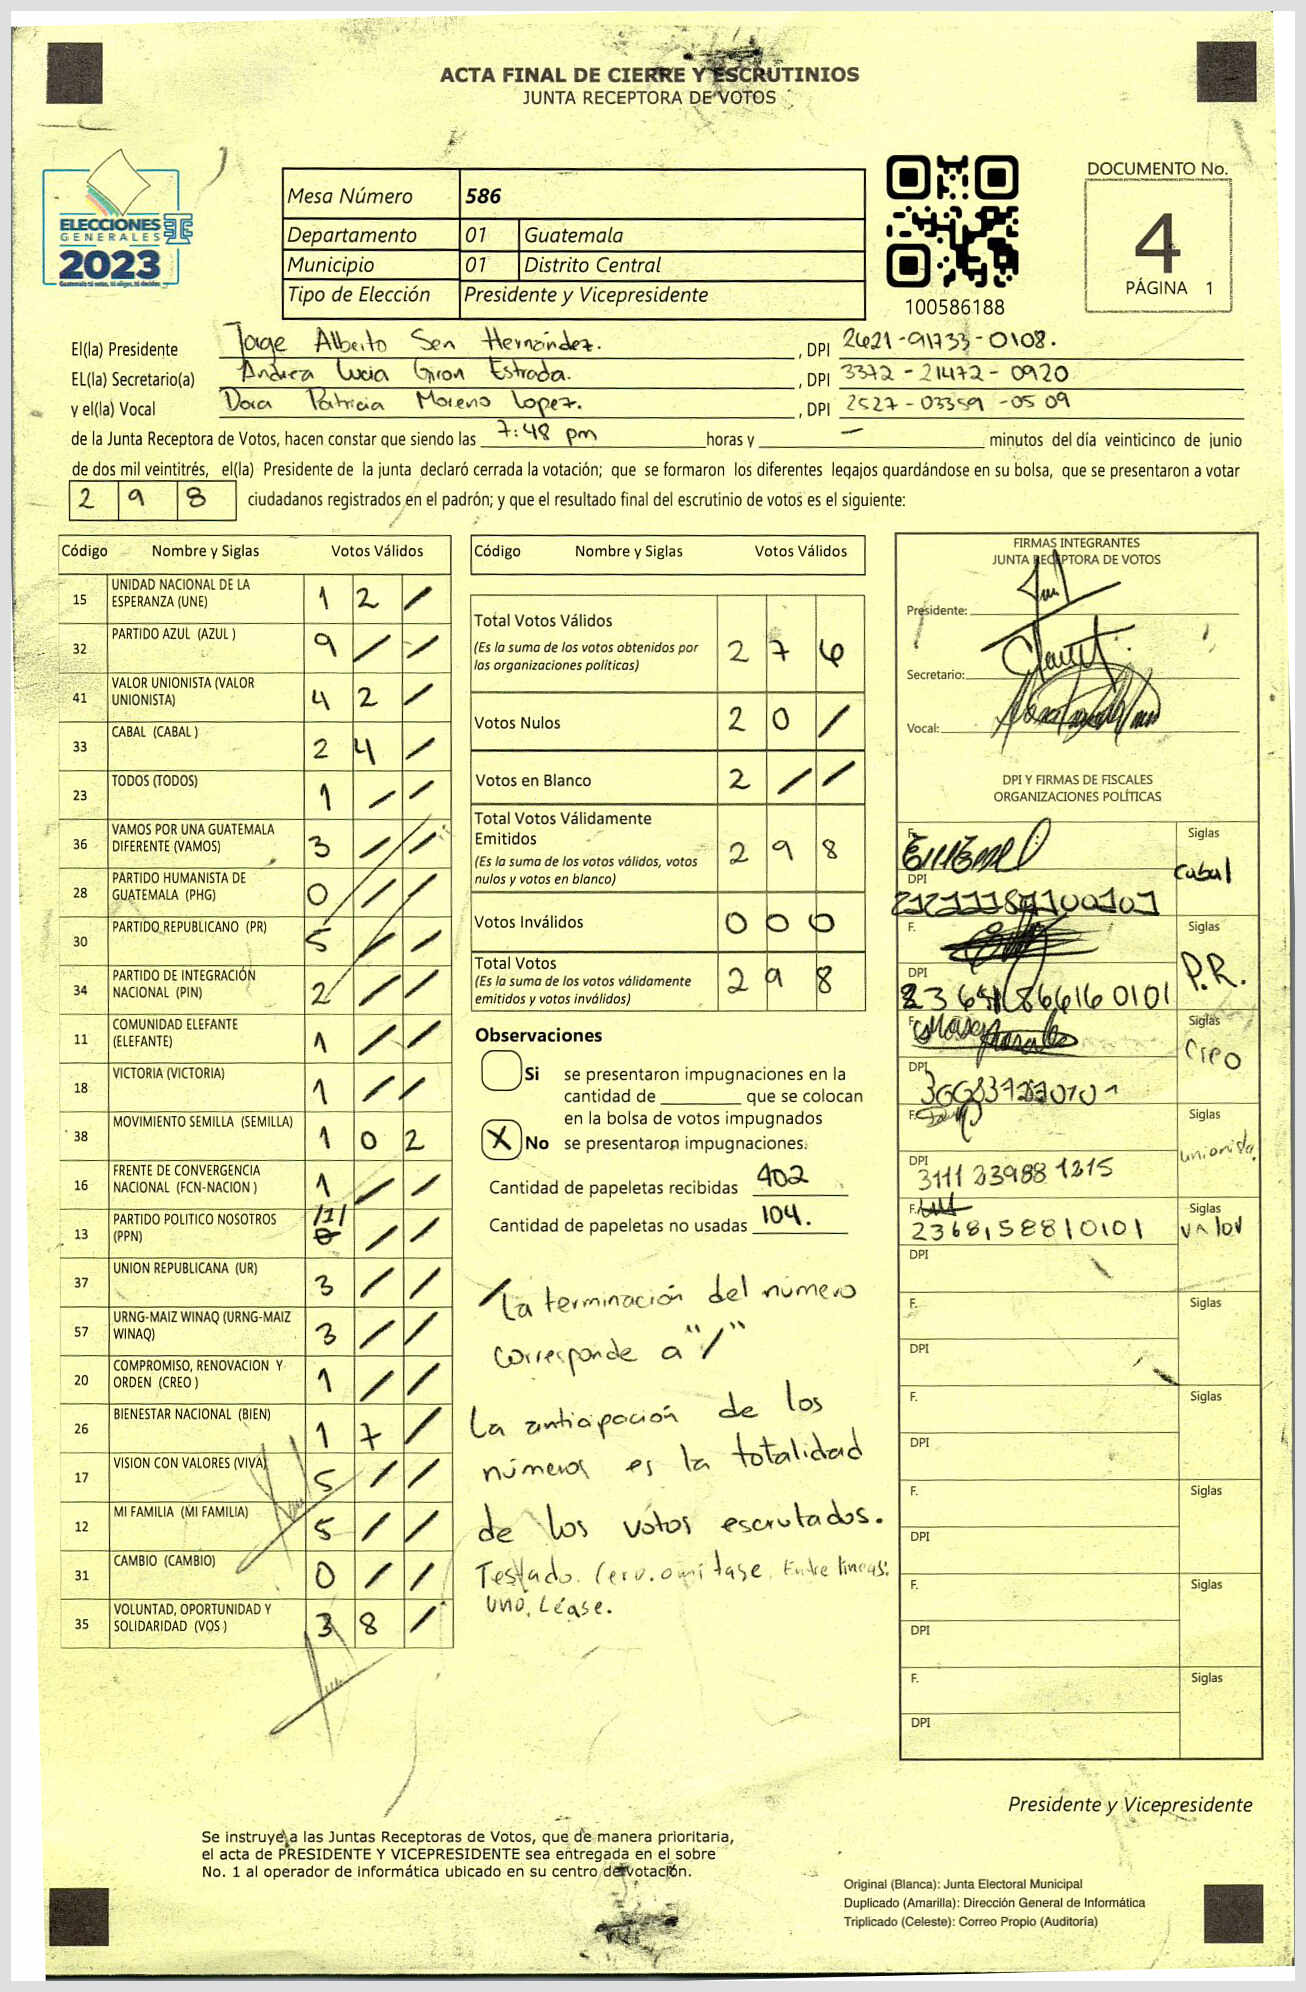 ACTA FINAL DE CIERRE Y ESCRUTINIOS
JUNTA RECEPTORA DE VOTOS
ELECCIONES
GENERALES
2023
Guatemala tú votas, tú eliges, tú decides
Mesa Número 586
Departamento 01 Guatemala
Municipio 01 Distrito Central
Tipo de Elección Presidente y Vicepresidente
100586188
DOCUMENTO No.
4
PÁGINA 1
El(la) Presidente Jorge Alberto Sen Hernández. , DPI 2621-91733-0108.
EL(la) Secretario(a) Andrea Lucia Giron Estrada. , DPI 3372-21472-0920
y el(la) Vocal Dora Patricia Moreno Lopez. , DPI 2527-03359-0509
de la Junta Receptora de Votos, hacen constar que siendo las 7:48 pm horas y — minutos del día veinticinco de junio
de dos mil veintitrés, el(la) Presidente de la junta declaró cerrada la votación; que se formaron los diferentes legajos guardándose en su bolsa, que se presentaron a votar
2 9 8 ciudadanos registrados en el padrón; y que el resultado final del escrutinio de votos es el siguiente:
Código Nombre y Siglas Votos Válidos
15 UNIDAD NACIONAL DE LA ESPERANZA (UNE) 1 2 /
32 PARTIDO AZUL (AZUL ) 9 / /
41 VALOR UNIONISTA (VALOR UNIONISTA) 4 2 /
33 CABAL (CABAL ) 2 4 /
23 TODOS (TODOS) 1 / /
36 VAMOS POR UNA GUATEMALA DIFERENTE (VAMOS) 3 / /
28 PARTIDO HUMANISTA DE GUATEMALA (PHG) 0 / /
30 PARTIDO REPUBLICANO (PR) 5 / /
34 PARTIDO DE INTEGRACIÓN NACIONAL (PIN) 2 / /
11 COMUNIDAD ELEFANTE (ELEFANTE) 1 / /
18 VICTORIA (VICTORIA) 1 / /
38 MOVIMIENTO SEMILLA (SEMILLA) 1 0 2
16 FRENTE DE CONVERGENCIA NACIONAL (FCN-NACION ) 1 / /
13 PARTIDO POLITICO NOSOTROS (PPN) /1/ 0 / /
37 UNION REPUBLICANA (UR) 3 / /
57 URNG-MAIZ WINAQ (URNG-MAIZ WINAQ) 3 / /
20 COMPROMISO, RENOVACION Y ORDEN (CREO ) 1 / /
26 BIENESTAR NACIONAL (BIEN) 1 7 /
17 VISION CON VALORES (VIVA) 5 / /
12 MI FAMILIA (MI FAMILIA) 5 / /
31 CAMBIO (CAMBIO) 0 / /
35 VOLUNTAD, OPORTUNIDAD Y SOLIDARIDAD (VOS ) 3 8 /
Código Nombre y Siglas Votos Válidos
Total Votos Válidos 2 7 6
(Es la suma de los votos obtenidos por
las organizaciones políticas)
Votos Nulos 2 0 /
Votos en Blanco 2 / /
Total Votos Válidamente
Emitidos 2 9 8
(Es la suma de los votos válidos, votos
nulos y votos en blanco)
Votos Inválidos 0 0 0
Total Votos 2 9 8
(Es la suma de los votos válidamente
emitidos y votos inválidos)
Observaciones
Si se presentaron impugnaciones en la
cantidad de ________ que se colocan
en la bolsa de votos impugnados
X No se presentaron impugnaciones.
Cantidad de papeletas recibidas 402
Cantidad de papeletas no usadas 104.
/ La terminación del número
corresponde a "/"
La anticipación de los
números es la totalidad
de los votos escrutados.
Testado. Cero. omitase. Entre lineas:
uno, Léase.
FIRMAS INTEGRANTES
JUNTA RECEPTORA DE VOTOS
Presidente:
Secretario:
Vocal:
DPI Y FIRMAS DE FISCALES
ORGANIZACIONES POLÍTICAS
F. Siglas
Cabal
DPI
F. Siglas
P.R.
DPI
F. Siglas
Creo
DPI
F. Siglas
unionista
DPI 3111 23988 1215
F. Siglas
2368158810101 valor
DPI
F. Siglas
DPI
F. Siglas
DPI
F. Siglas
DPI
F. Siglas
DPI
F. Siglas
DPI
Presidente y Vicepresidente
Se instruye a las Juntas Receptoras de Votos, que de manera prioritaria,
el acta de PRESIDENTE Y VICEPRESIDENTE sea entregada en el sobre
No. 1 al operador de informática ubicado en su centro de votación.
Original (Blanca): Junta Electoral Municipal
Duplicado (Amarilla): Dirección General de Informática
Triplicado (Celeste): Correo Propio (Auditoría)